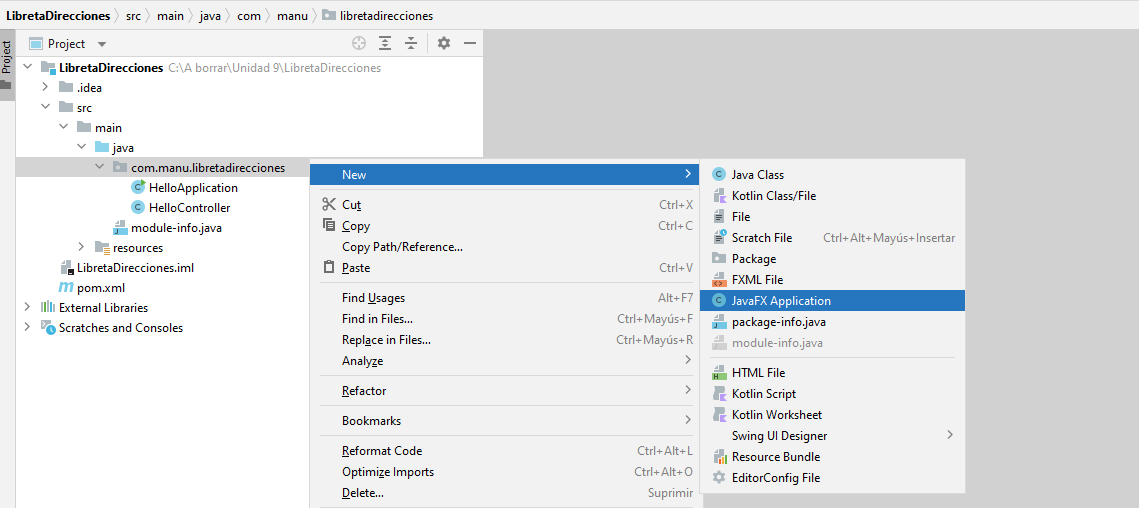 LibretaDirecciones src main java com manu libretadirecciones
Project
Project
LibretaDirecciones C:\A borrar\Unidad 9\LibretaDirecciones
.idea
src
main
java
com.manu.libretadirecciones
HelloApplication
HelloController
module-info.java
resources
LibretaDirecciones.iml
pom.xml
External Libraries
Scratches and Consoles
New
Cut Ctrl+X
Copy Ctrl+C
Copy Path/Reference...
Paste Ctrl+V
Find Usages Alt+F7
Find in Files... Ctrl+Mayús+F
Replace in Files... Ctrl+Mayús+R
Analyze
Refactor
Bookmarks
Reformat Code Ctrl+Alt+L
Optimize Imports Ctrl+Alt+O
Delete... Suprimir
Java Class
Kotlin Class/File
File
Scratch File Ctrl+Alt+Mayús+Insertar
Package
FXML File
JavaFX Application
package-info.java
module-info.java
HTML File
Kotlin Script
Kotlin Worksheet
Swing UI Designer
Resource Bundle
EditorConfig File